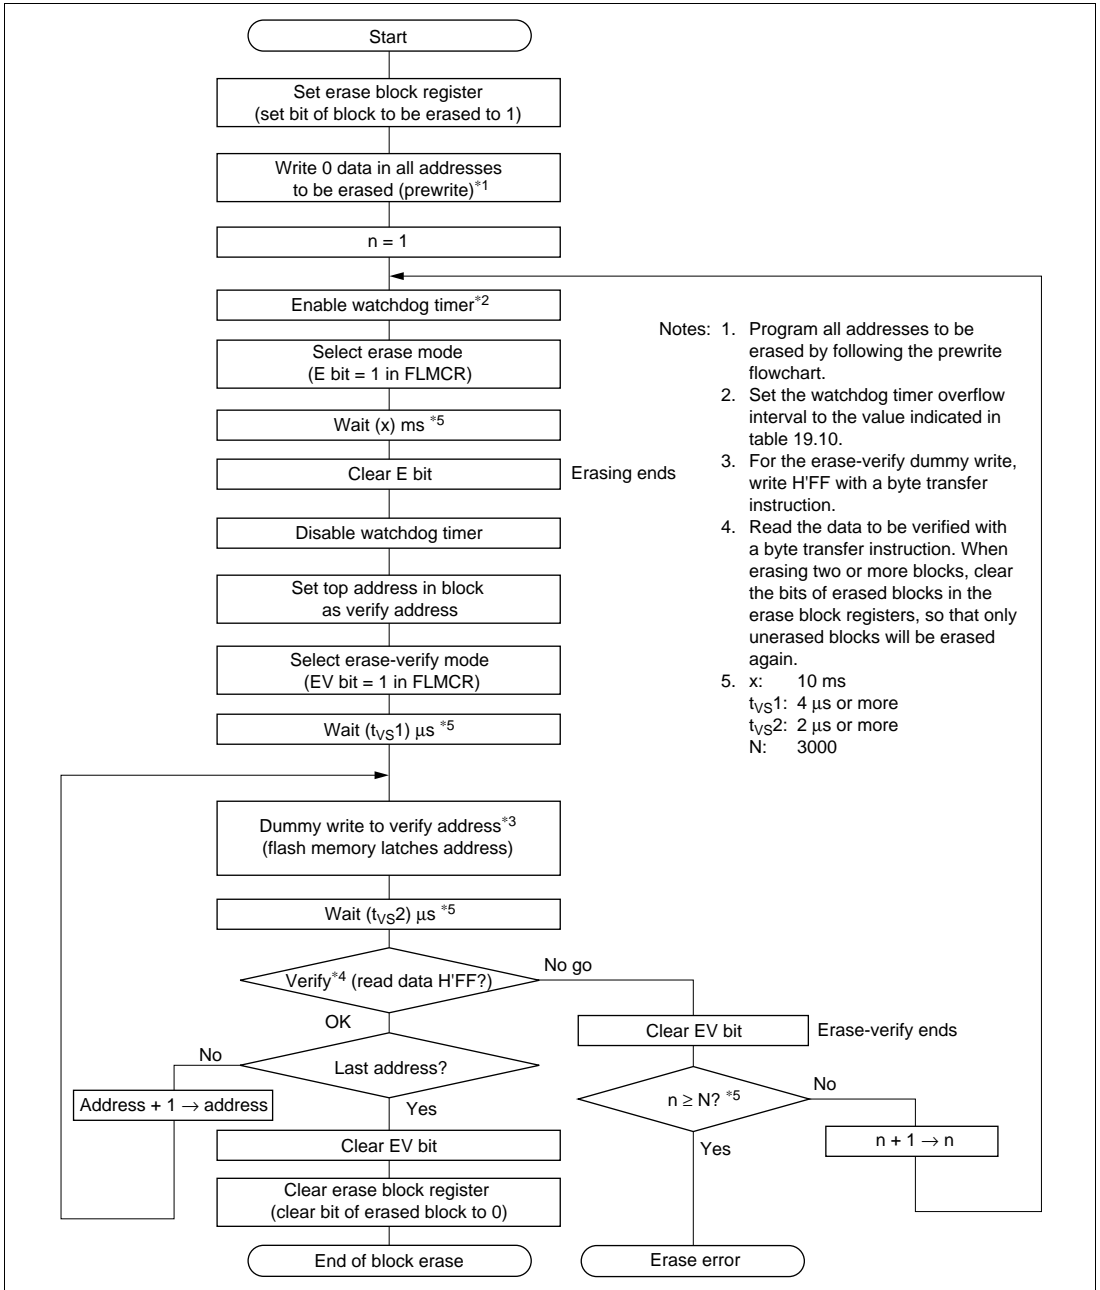 Start
Set erase block register
(set bit of block to be erased to 1)
Write 0 data in all addresses
to be erased (prewrite)*1
n = 1
Enable watchdog timer*2
Select erase mode
(E bit = 1 in FLMCR)
Wait (x) ms *5
Clear E bit
Erasing ends
Disable watchdog timer
Set top address in block
as verify address
Select erase-verify mode
(EV bit = 1 in FLMCR)
Wait (tVS1) μs *5
Dummy write to verify address*3
(flash memory latches address)
Wait (tVS2) μs *5
Verify*4 (read data H'FF?)
No go
OK
Clear EV bit
Erase-verify ends
Last address?
No
Address + 1 → address
Yes
n ≥ N? *5
No
n + 1 → n
Yes
Clear EV bit
Clear erase block register
(clear bit of erased block to 0)
End of block erase
Erase error
Notes: 1. Program all addresses to be
erased by following the prewrite
flowchart.
2. Set the watchdog timer overflow
interval to the value indicated in
table 19.10.
3. For the erase-verify dummy write,
write H'FF with a byte transfer
instruction.
4. Read the data to be verified with
a byte transfer instruction. When
erasing two or more blocks, clear
the bits of erased blocks in the
erase block registers, so that only
unerased blocks will be erased
again.
5. x: 10 ms
tVS1: 4 μs or more
tVS2: 2 μs or more
N: 3000